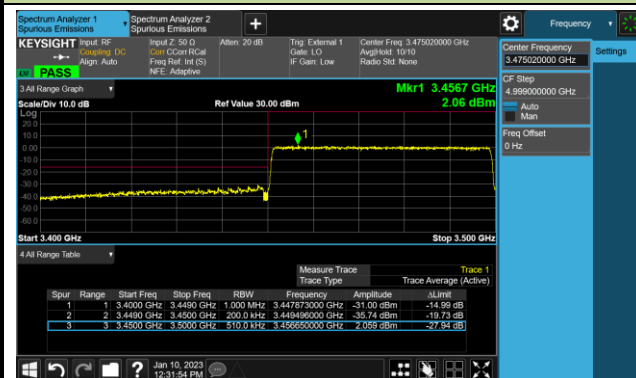 Spectrum Analyzer 1
Spurious Emissions
Spectrum Analyzer 2
Spurious Emissions
+
Frequency
KEYSIGHT
Input: RF
Coupling: DC
Align: Auto
Input Z: 50 Ω
Corr CCorr RCal
Freq Ref: Int (S)
NFE: Adaptive
Atten: 20 dB
Trig: External 1
Gate: LO
IF Gain: Low
Center Freq: 3.475020000 GHz
Avg|Hold: 10/10
Radio Std: None
PASS
Center Frequency
3.475020000 GHz
Settings
CF Step
4.999000000 GHz
Auto
Man
Freq Offset
0 Hz
3 All Range Graph
Mkr1 3.4567 GHz
Scale/Div 10.0 dB
Ref Value 30.00 dBm
2.06 dBm
Log
20.0
10.0
0.00
-10.0
-20.0
-30.0
-40.0
-50.0
-60.0
1
Start 3.400 GHz
Stop 3.500 GHz
4 All Range Table
Measure Trace Trace 1
Trace Type Trace Average (Active)
Spur Range Start Freq Stop Freq RBW Frequency Amplitude ΔLimit
1 1 3.4000 GHz 3.4490 GHz 1.000 MHz 3.447873000 GHz -31.00 dBm -14.99 dB
2 2 3.4490 GHz 3.4500 GHz 200.0 kHz 3.449496000 GHz -35.74 dBm -19.73 dB
3 3 3.4500 GHz 3.5000 GHz 510.0 kHz 3.456650000 GHz 2.059 dBm -27.94 dB
?
Jan 10, 2023
12:31:54 PM